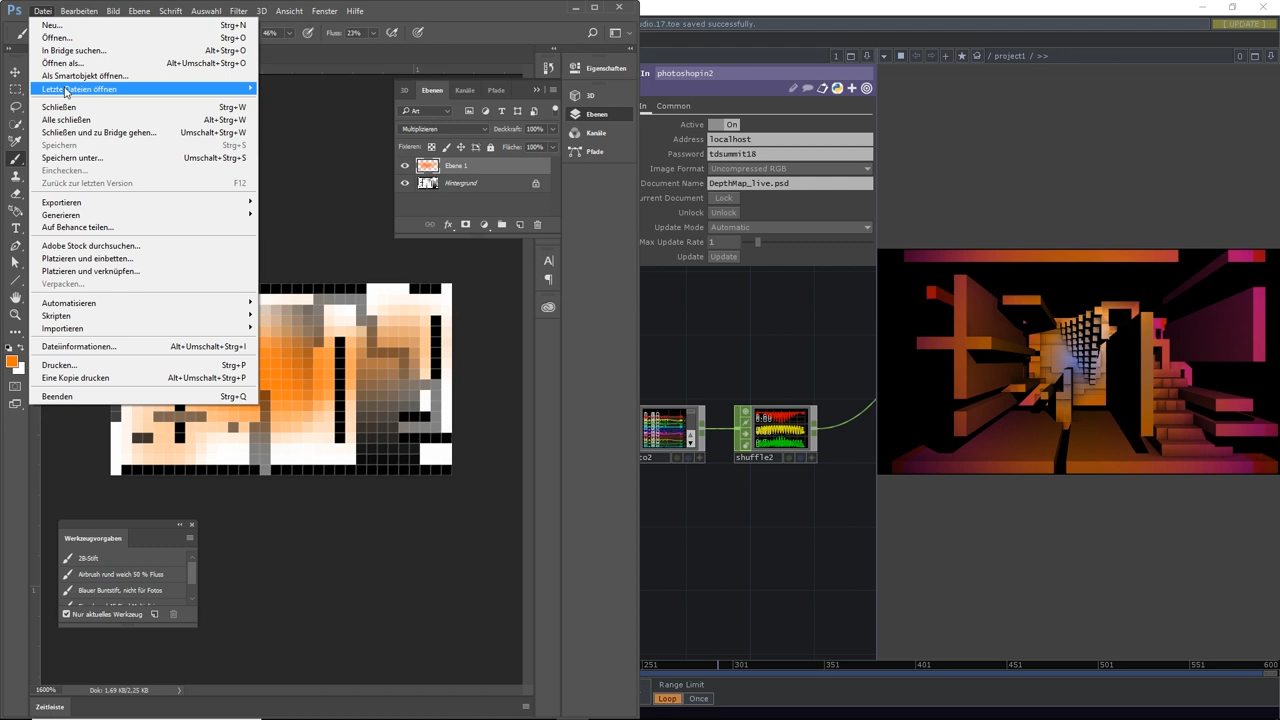 Ps Datei Bearbeiten Bild Ebene Schrift Auswahl Filter 3D Ansicht Fenster Hilfe
Neu... Strg+N
Öffnen... Strg+O
In Bridge suchen... Alt+Strg+O
Öffnen als... Alt+Umschalt+Strg+O
Als Smartobjekt öffnen...
Letzte Dateien öffnen
Schließen Strg+W
Alle schließen Alt+Strg+W
Schließen und zu Bridge gehen... Umschalt+Strg+W
Speichern Strg+S
Speichern unter... Umschalt+Strg+S
Einchecken...
Zurück zur letzten Version F12
Exportieren
Generieren
Auf Behance teilen...
Adobe Stock durchsuchen...
Platzieren und einbetten...
Platzieren und verknüpfen...
Verpacken...
Automatisieren
Skripten
Importieren
Dateiinformationen... Alt+Umschalt+Strg+I
Drucken... Strg+P
Eine Kopie drucken Alt+Umschalt+Strg+P
Beenden Strg+Q
46% Fluss: 23%
1
3D Ebenen Kanäle Pfade
Art
Multiplizieren Deckkraft: 100%
Fixieren: Fläche: 100%
Ebene 1
Hintergrund
Eigenschaften
3D
Ebenen
Kanäle
Pfade
Werkzeugvorgaben
2B-Stift
Airbrush rund weich 50 % Fluss
Blauer Buntstift, nicht für Fotos
Nur aktuelles Werkzeug
1
1600% Dok: 1,69 KB/2,25 KB
Zeitleiste
udio.17.toe saved successfully. [ UPDATE ]
1 / project1 / >> 0
In photoshopin2
In Common
Active On
Address localhost
Password tdsummit18
Image Format Uncompressed RGB
Document Name DepthMap_live.psd
urrent Document Lock
Unlock Unlock
Update Mode Automatic
Max Update Rate 1
Update Update
to2 shuffle2
251 301 351 401 451 501 551 600
Range Limit
Loop Once